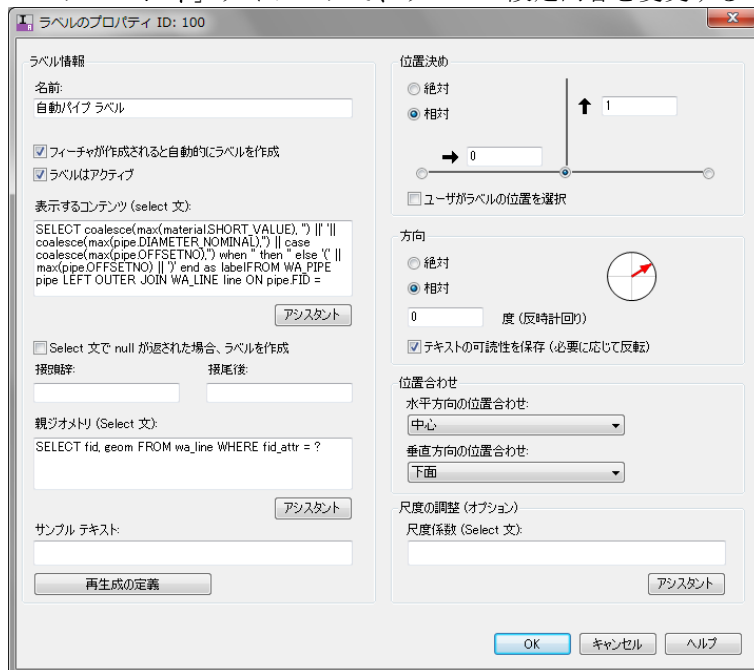 ラベルのプロパティ ID: 100
ラベル情報
名前:
自動パイプ ラベル
フィーチャが作成されると自動的にラベルを作成
ラベルはアクティブ
表示するコンテンツ (select 文):
SELECT coalesce(max(material.SHORT_VALUE), '') || ' '||
coalesce(max(pipe.DIAMETER_NOMINAL),'') || case
coalesce(max(pipe.OFFSETNO),'') when '' then '' else '(' ||
max(pipe.OFFSETNO) || ')' end as labelFROM WA_PIPE
pipe LEFT OUTER JOIN WA_LINE line ON pipe.FID =
アシスタント
Select 文で null が返された場合、ラベルを作成
接頭辞:
接尾後:
親ジオメトリ (Select 文):
SELECT fid, geom FROM wa_line WHERE fid_attr = ?
アシスタント
サンプル テキスト:
再生成の定義
位置決め
絶対
相対
1
0
ユーザがラベルの位置を選択
方向
絶対
相対
0
度 (反時計回り)
テキストの可読性を保存 (必要に応じて反転)
位置合わせ
水平方向の位置合わせ:
中心
垂直方向の位置合わせ:
下面
尺度の調整 (オプション)
尺度係数 (Select 文):
アシスタント
OK
キャンセル
ヘルプ